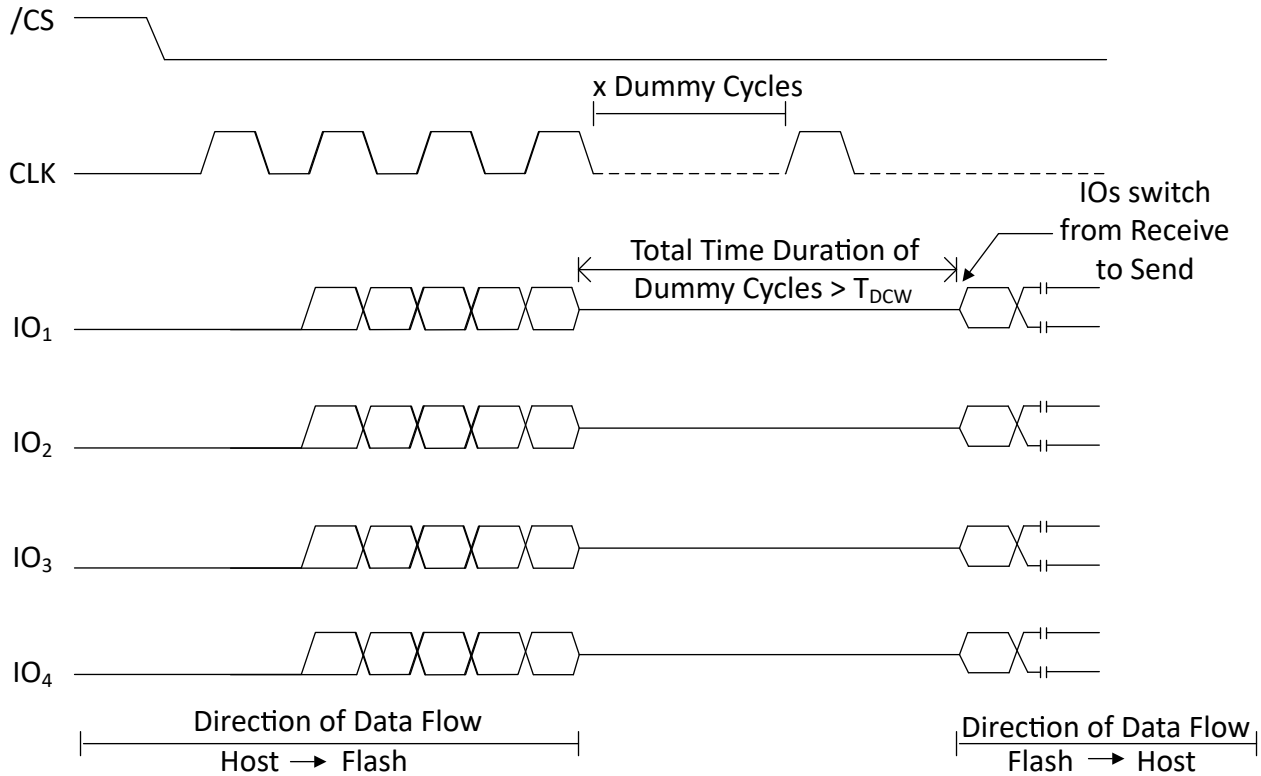 /CS
x Dummy Cycles
CLK
IOs switch
from Receive
to Send
Total Time Duration of
Dummy Cycles > TDCW
IO1
IO2
IO3
IO4
Direction of Data Flow
Host → Flash
Direction of Data Flow
Flash → Host